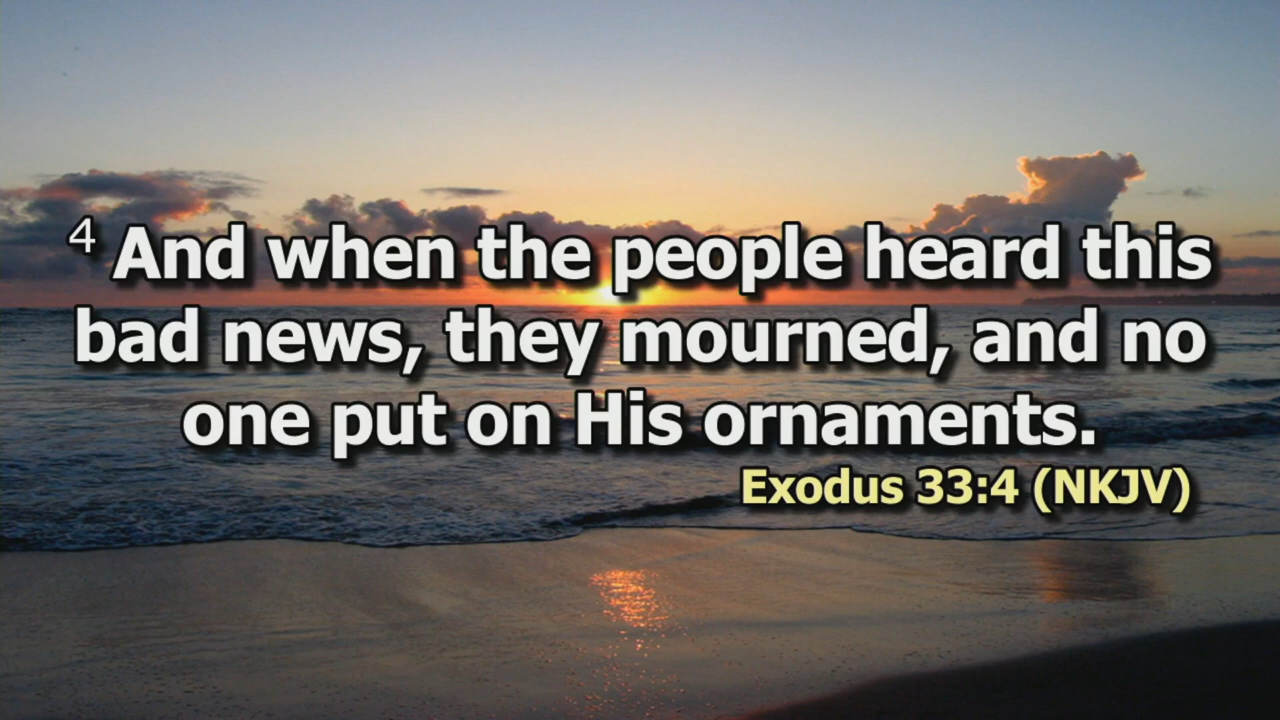 4 And when the people heard this
bad news, they mourned, and no
one put on His ornaments.
Exodus 33:4 (NKJV)